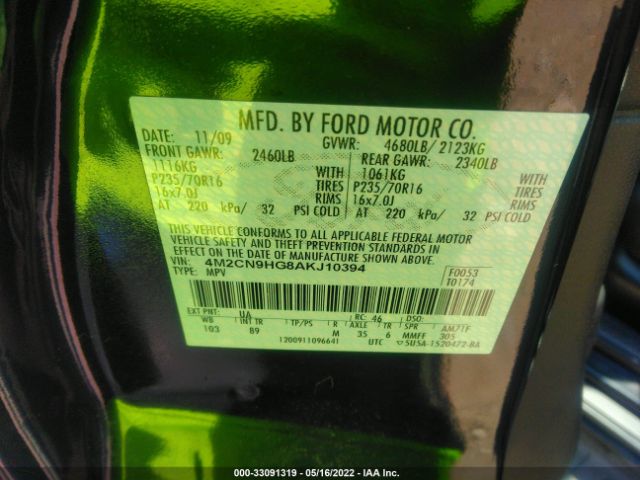 MFD. BY FORD MOTOR CO.
DATE: 11/09 GVWR: 4680LB/ 2123KG
FRONT GAWR: 2460LB REAR GAWR: 2340LB
1116KG WITH 1061KG WITH
P235/70R16 TIRES P235/70R16 TIRES
16x7.0J RIMS 16x7.0J RIMS
AT 220 kPa/ 32 PSI COLD AT 220 kPa/ 32 PSI COLD
THIS VEHICLE CONFORMS TO ALL APPLICABLE FEDERAL MOTOR
VEHICLE SAFETY AND THEFT PREVENTION STANDARDS IN
EFFECT ON THE DATE OF MANUFACTURE SHOWN ABOVE.
VIN: 4M2CN9HG8AKJ10394 F0053
TYPE: MPV T0174
EXT PNT: UA RC: 46 DSO:
WB INT TR TP/PS R AXLE TR SPR AM7TF
103 89 M 35 6 MMFF 305
1200911096641 UTC 5U5A-1520472-BA
000-33091319 - 05/16/2022 - IAA Inc.